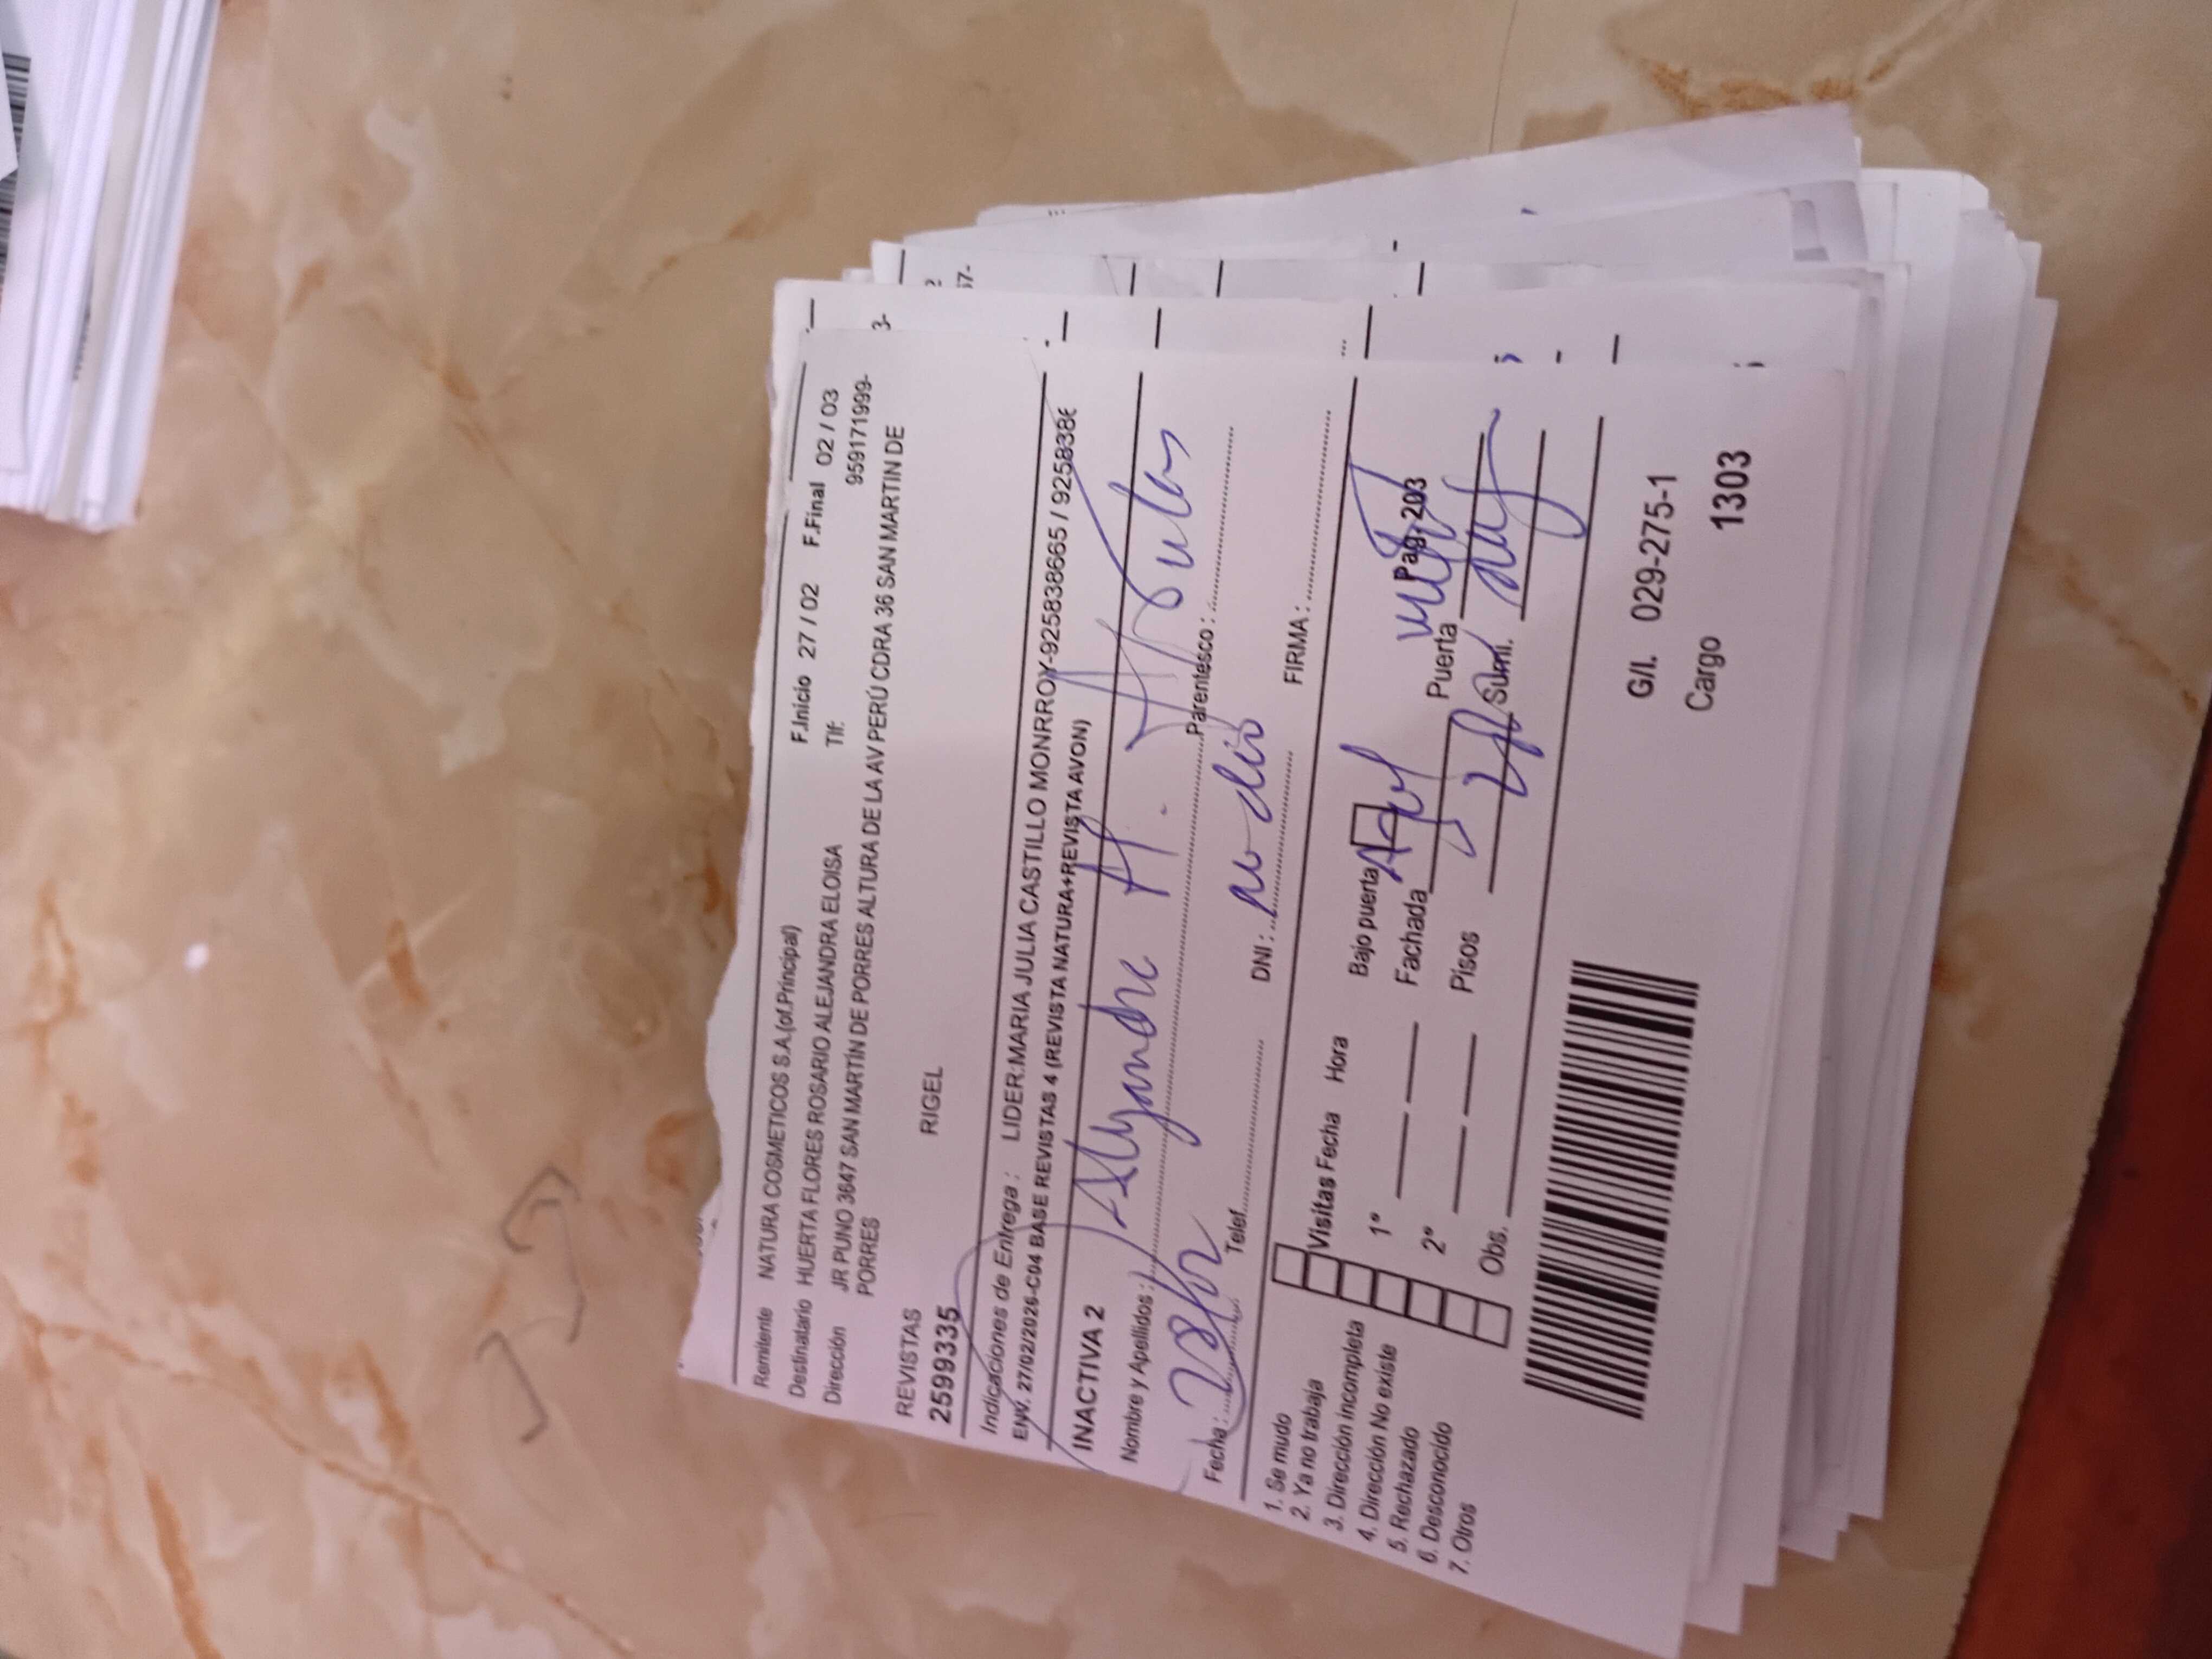 F.Inicio 27 / 02 F.Final 02 / 03
Remitente NATURA COSMETICOS S.A.(of.Principal)
Tlf: 959171999-
Destinatario HUERTA FLORES ROSARIO ALEJANDRA ELOISA
Dirección JR PUNO 3647 SAN MARTÍN DE PORRES ALTURA DE LA AV PERÚ CDRA 36 SAN MARTIN DE
PORRES
REVISTAS RIGEL
2599335
Indicaciones de Entrega : LIDER:MARIA JULIA CASTILLO MONRROY-925838665 / 9258386
ENV. 27/02/2026-C04 BASE REVISTAS 4 (REVISTA NATURA+REVISTA AVON)
INACTIVA 2
Nombre y Apellidos :
Fecha : 28/02 Telef. Parentesco :
DNI : no dio FIRMA :
1. Se mudo
2. Ya no trabaja
3. Dirección incompleta
4. Dirección No existe
5. Rechazado
6. Desconocido
7. Otros
Visitas Fecha Hora Bajo puerta
1° Fachada Puerta Pag. 203
2° Pisos Sumi.
Obs.
G/I. 029-275-1
Cargo 1303